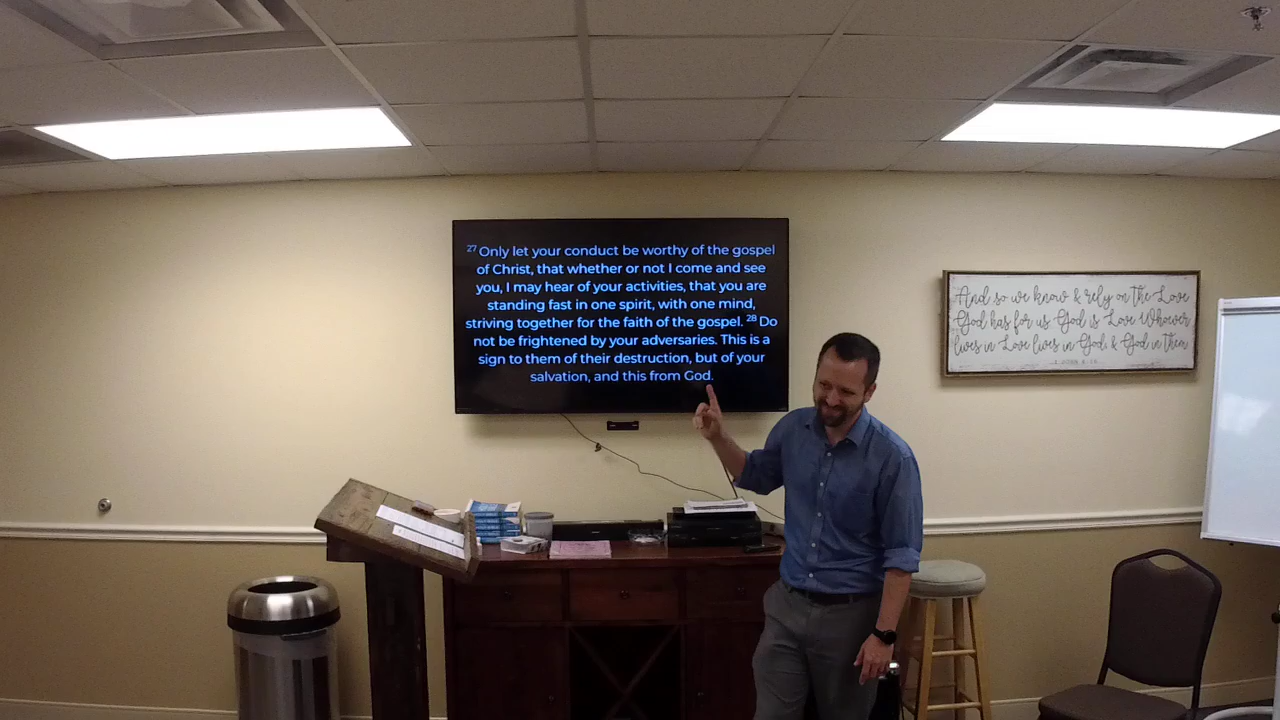 27 Only let your conduct be worthy of the gospel
of Christ, that whether or not I come and see
you, I may hear of your activities, that you are
standing fast in one spirit, with one mind,
striving together for the faith of the gospel. 28 Do
not be frightened by your adversaries. This is a
sign to them of their destruction, but of your
salvation, and this from God.
And so we know & rely on the Love
God has for us. God is Love. Whoever
lives in Love lives in God, & God in them